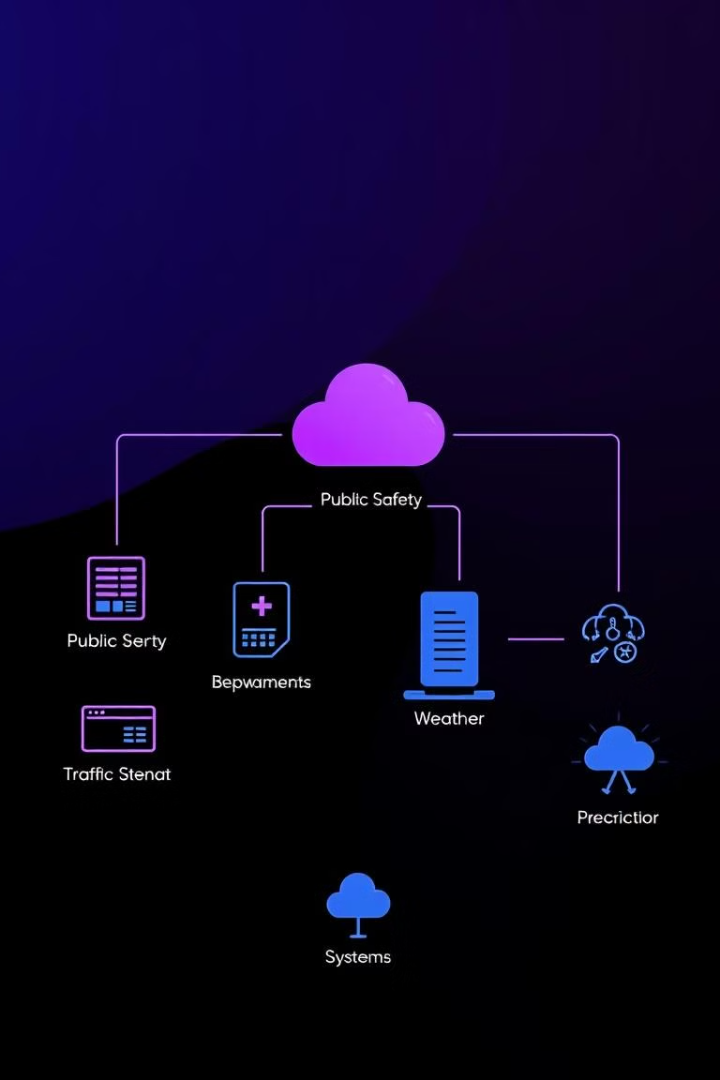 Public Safety
Public Serty
Bepwaments
Weather
Traffic Stenat
Precrictior
Systems